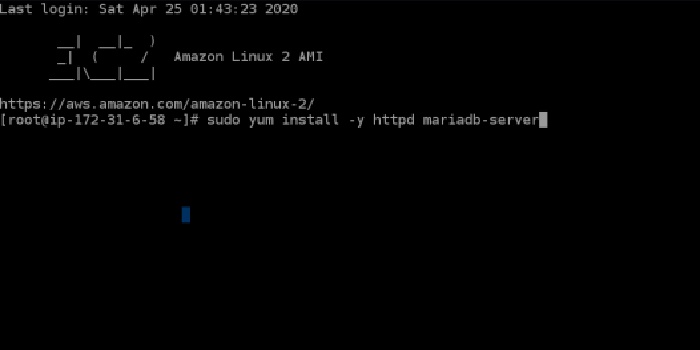 Last login: Sat Apr 25 01:43:23 2020
__|  __|_  )
_|  (     /   Amazon Linux 2 AMI
___|\___|___|
https://aws.amazon.com/amazon-linux-2/
[root@ip-172-31-6-58 ~]# sudo yum install -y httpd mariadb-server